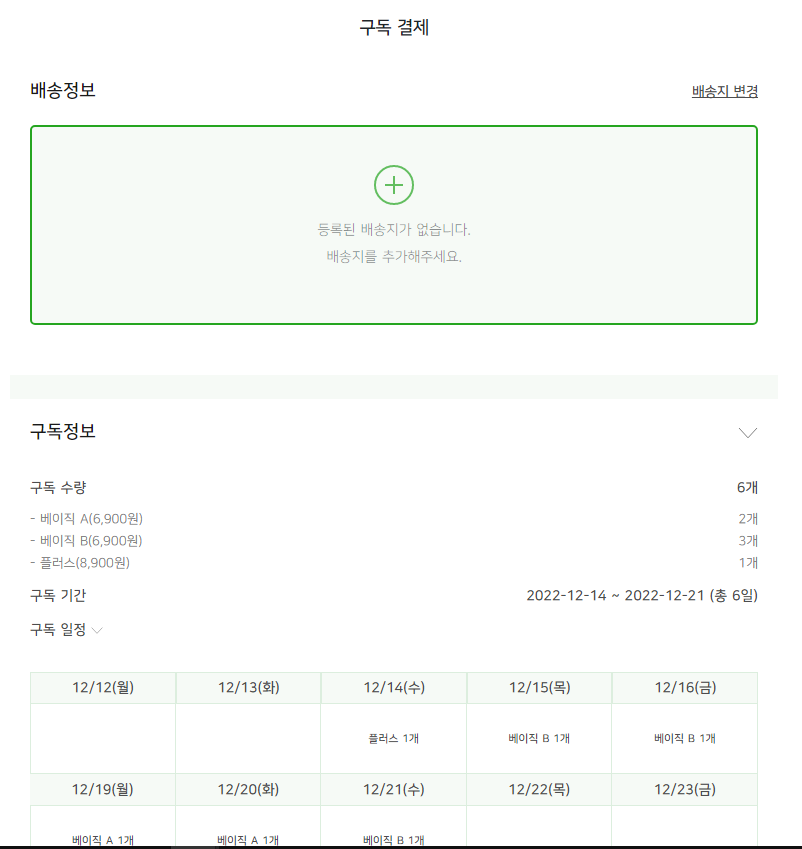 구독 결제
배송정보 배송지 변경
등록된 배송지가 없습니다.
배송지를 추가해주세요.
구독정보
구독 수량 6개
- 베이직 A(6,900원) 2개
- 베이직 B(6,900원) 3개
- 플러스(8,900원) 1개
구독 기간 2022-12-14 ~ 2022-12-21 (총 6일)
구독 일정
12/12(월) 12/13(화) 12/14(수) 12/15(목) 12/16(금)
플러스 1개 베이직 B 1개 베이직 B 1개
12/19(월) 12/20(화) 12/21(수) 12/22(목) 12/23(금)
베이직 A 1개 베이직 A 1개 베이직 B 1개